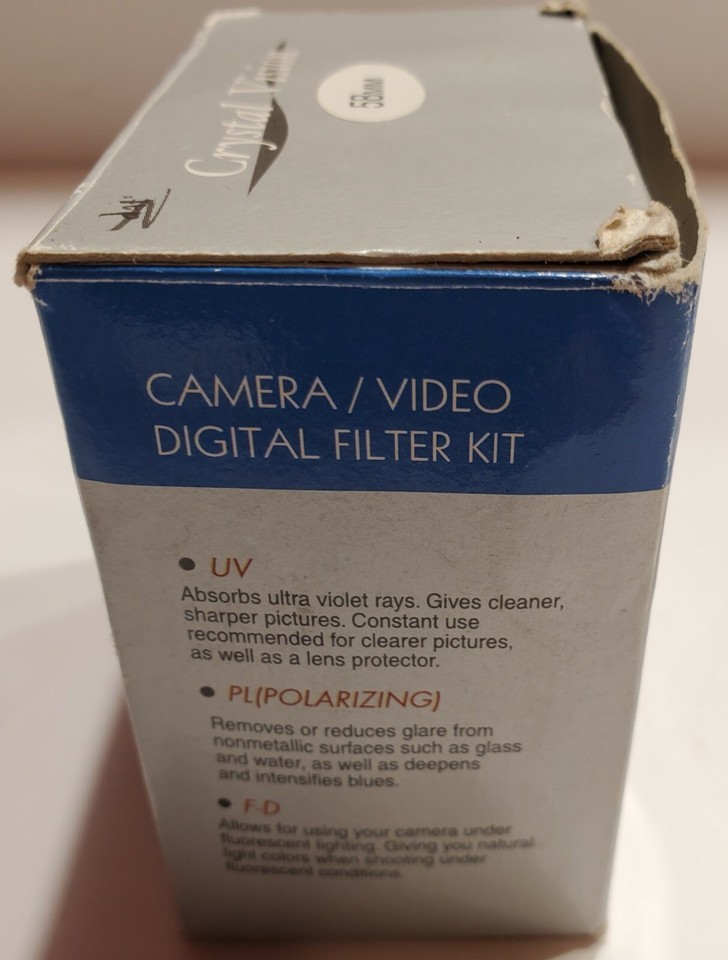 Crystal Vision
58MM
CAMERA / VIDEO
DIGITAL FILTER KIT
• UV
Absorbs ultra violet rays. Gives cleaner,
sharper pictures. Constant use
recommended for clearer pictures,
as well as a lens protector.
• PL(POLARIZING)
Removes or reduces glare from
nonmetallic surfaces such as glass
and water, as well as deepens
and intensifies blues.
• F-D
Allows for using your camera under
fluorescent lighting. Giving you natural
light colors when shooting under
fluorescent conditions.